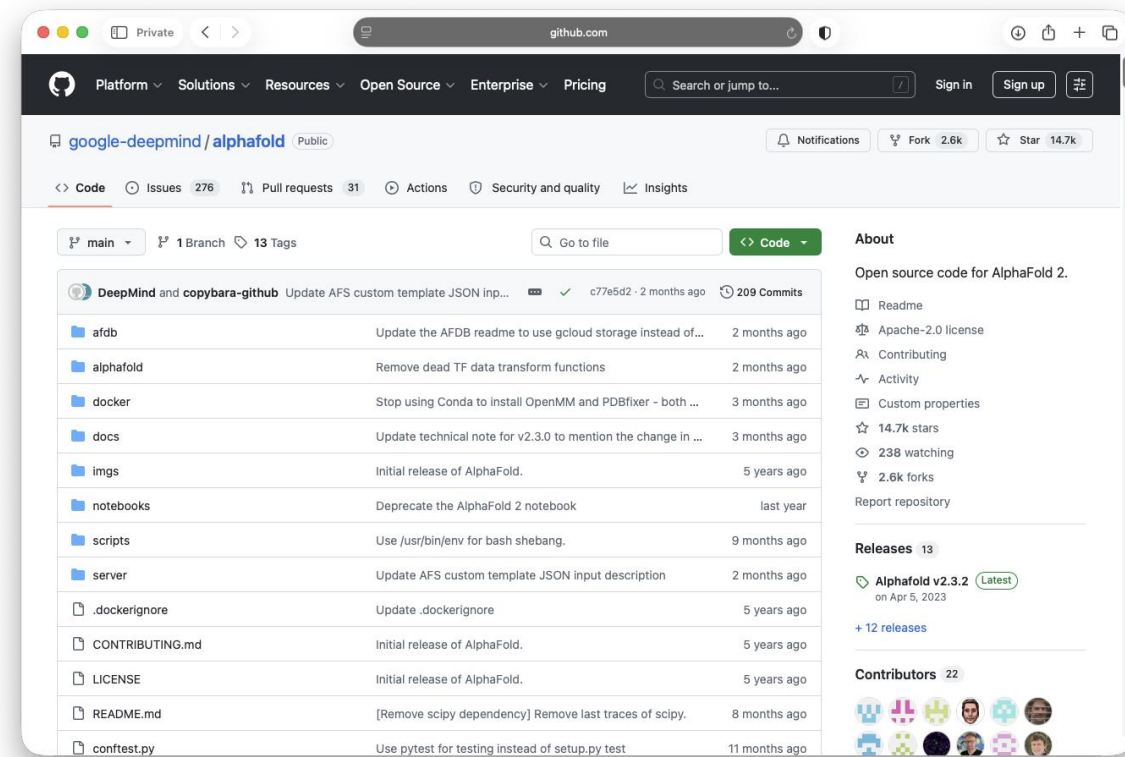 Private
github.com
Platform Solutions Resources Open Source Enterprise Pricing Search or jump to... / Sign in Sign up
google-deepmind / alphafold Public Notifications Fork 2.6k Star 14.7k
Code Issues 276 Pull requests 31 Actions Security and quality Insights
main 1 Branch 13 Tags Go to file Code
DeepMind and copybara-github Update AFS custom template JSON inp... c77e5d2 · 2 months ago 209 Commits
afdb Update the AFDB readme to use gcloud storage instead of... 2 months ago
alphafold Remove dead TF data transform functions 2 months ago
docker Stop using Conda to install OpenMM and PDBfixer - both ... 3 months ago
docs Update technical note for v2.3.0 to mention the change in ... 3 months ago
imgs Initial release of AlphaFold. 5 years ago
notebooks Deprecate the AlphaFold 2 notebook last year
scripts Use /usr/bin/env for bash shebang. 9 months ago
server Update AFS custom template JSON input description 2 months ago
.dockerignore Update .dockerignore 5 years ago
CONTRIBUTING.md Initial release of AlphaFold. 5 years ago
LICENSE Initial release of AlphaFold. 5 years ago
README.md [Remove scipy dependency] Remove last traces of scipy. 8 months ago
conftest.py Use pytest for testing instead of setup.py test 11 months ago
About
Open source code for AlphaFold 2.
Readme
Apache-2.0 license
Contributing
Activity
Custom properties
14.7k stars
238 watching
2.6k forks
Report repository
Releases 13
Alphafold v2.3.2 Latest
on Apr 5, 2023
+ 12 releases
Contributors 22